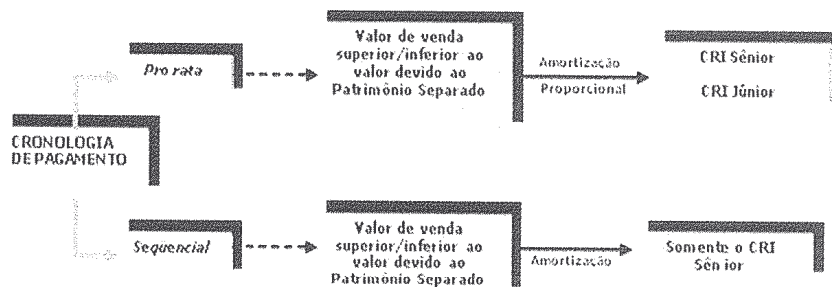 Pro rata
Valor de venda
superior/inferior ao
valor devido ao
Patrimônio Separado
Amortização
Proporcional
CRI Sênior
CRI Júnior
CRONOLOGIA
DE PAGAMENTO
Seqüencial
Valor de venda
superior/inferior ao
valor devido ao
Patrimônio Separado
Amortização
Somente o CRI
Sênior